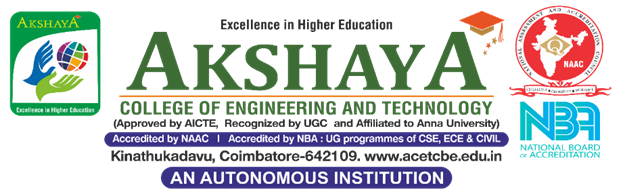 AKSHAYA
Excellence in Higher Education
Excellence in Higher Education
AKSHAYA
COLLEGE OF ENGINEERING AND TECHNOLOGY
(Approved by AICTE, Recognized by UGC and Affiliated to Anna University)
Accredited by NAAC I Accredited by NBA : UG programmes of CSE, ECE & CIVIL
Kinathukadavu, Coimbatore-642109. www.acetcbe.edu.in
AN AUTONOMOUS INSTITUTION
NATIONAL ASSESSMENT AND ACCREDITATION COUNCIL
NAAC
NBA
NATIONAL BOARD
OF ACCREDITATION